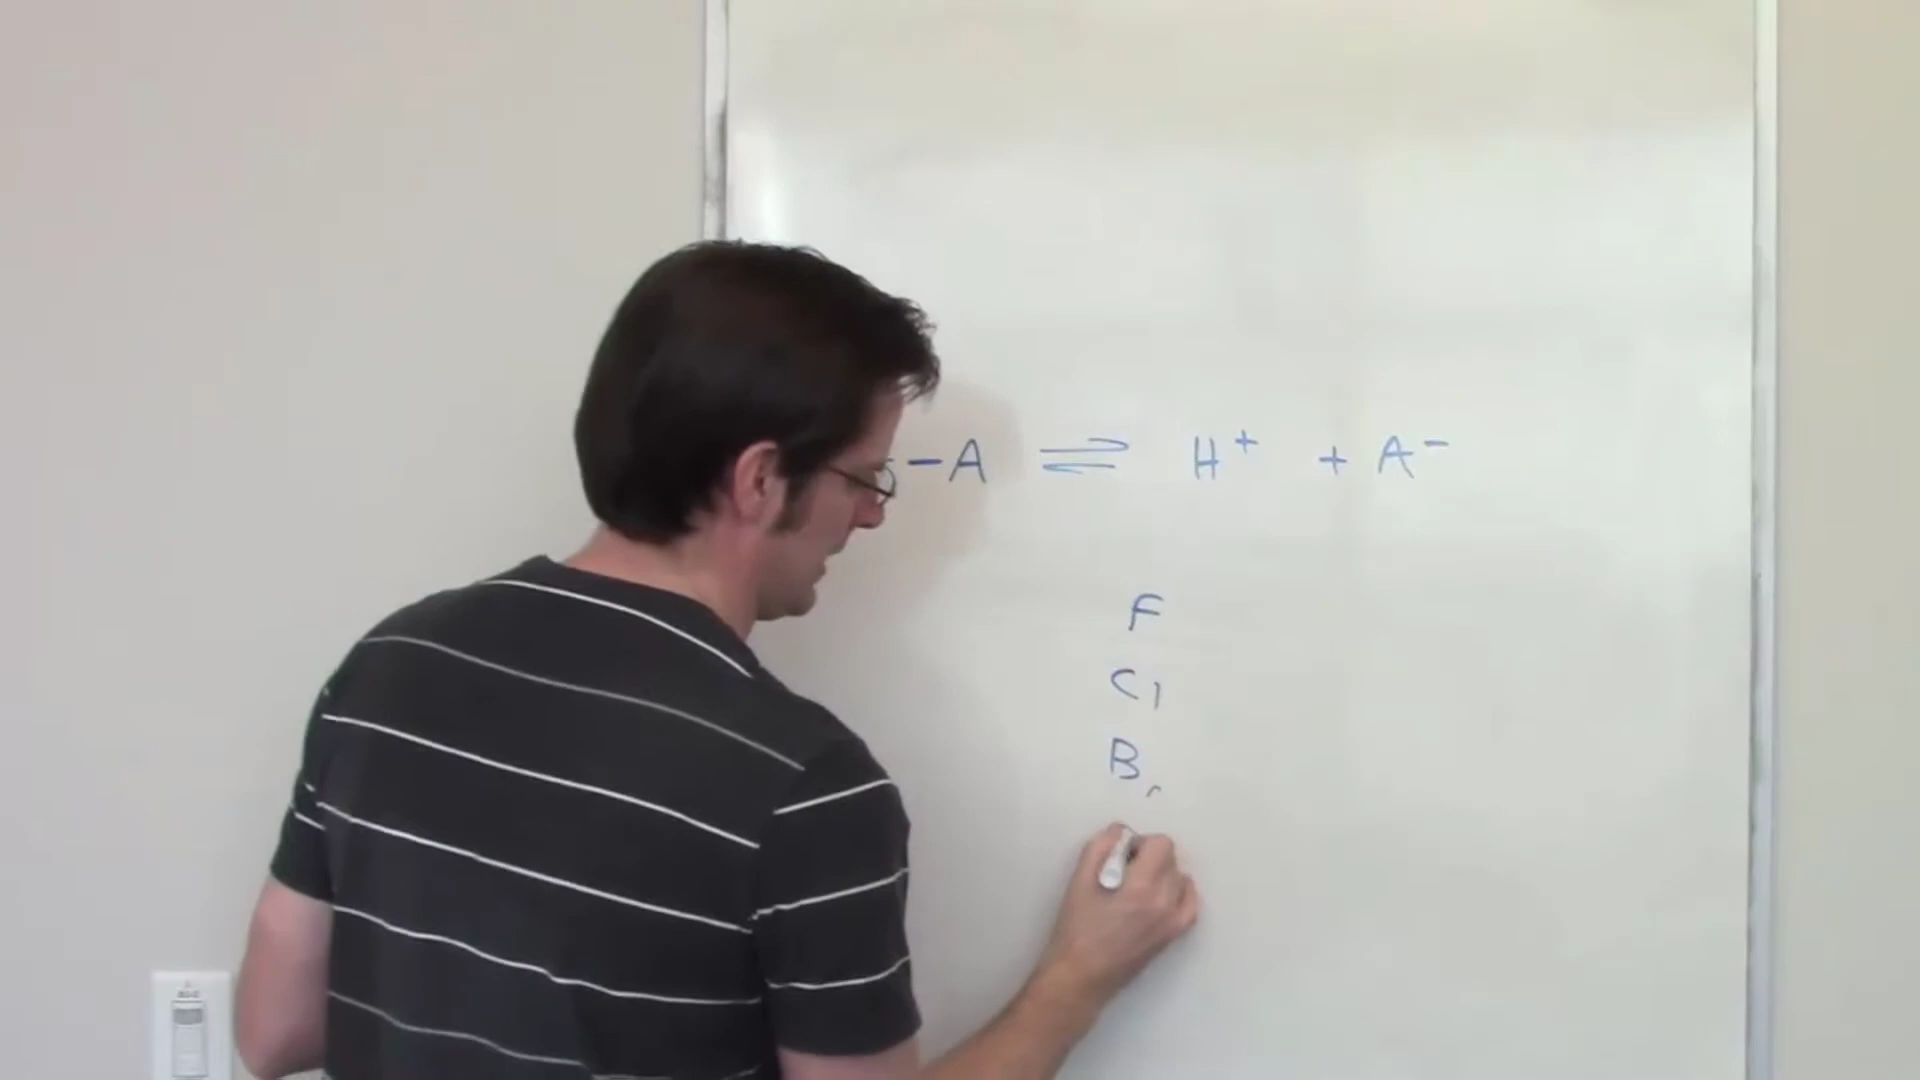 -A ⇌ H⁺ + A⁻
F
Cl
Br